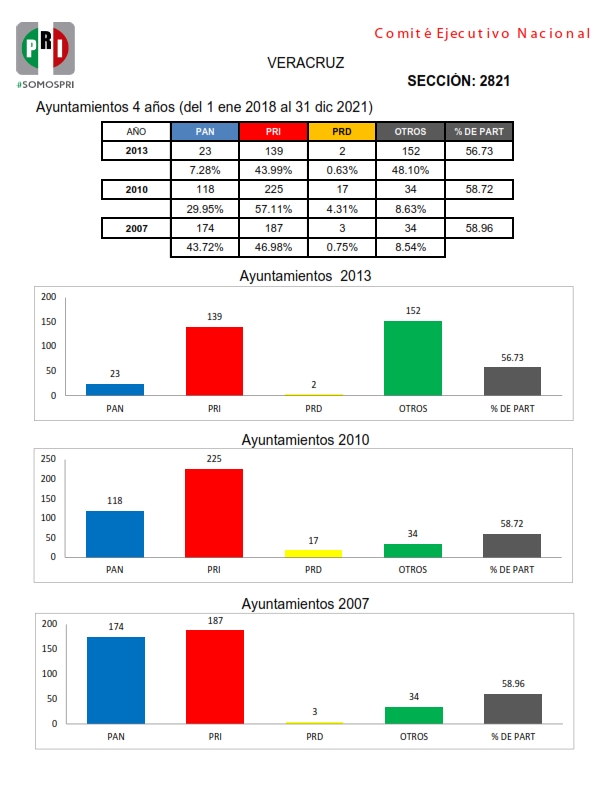 Comité Ejecutivo Nacional
PRI
#SOMOSPRI
VERACRUZ
SECCIÓN: 2821
Ayuntamientos 4 años (del 1 ene 2018 al 31 dic 2021)
AÑO PAN PRI PRD OTROS % DE PART
2013 23 139 2 152 56.73
7.28% 43.99% 0.63% 48.10%
2010 118 225 17 34 58.72
29.95% 57.11% 4.31% 8.63%
2007 174 187 3 34 58.96
43.72% 46.98% 0.75% 8.54%
Ayuntamientos 2013
200
150
100
50
0
23 139 2 152 56.73
PAN PRI PRD OTROS % DE PART
Ayuntamientos 2010
250
200
150
100
50
0
118 225 17 34 58.72
PAN PRI PRD OTROS % DE PART
Ayuntamientos 2007
200
150
100
50
0
174 187 3 34 58.96
PAN PRI PRD OTROS % DE PART